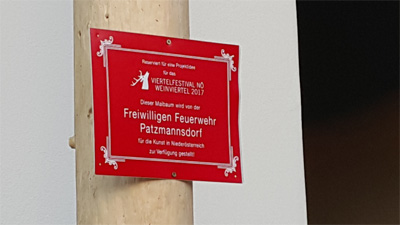 Reserviert für eine Projektidee
für das
VIERTELFESTIVAL NÖ
WEINVIERTEL 2017
Dieser Maibaum wird von der
Freiwilligen Feuerwehr
Patzmannsdorf
für die Kunst in Niederösterreich
zur Verfügung gestellt!